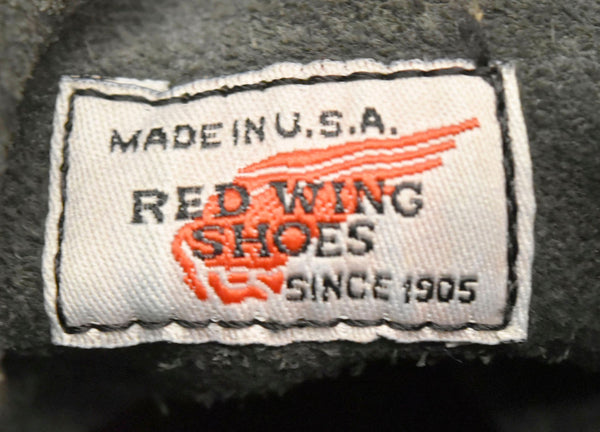 MADE IN U.S.A.
RED WING
SHOES
SINCE 1905